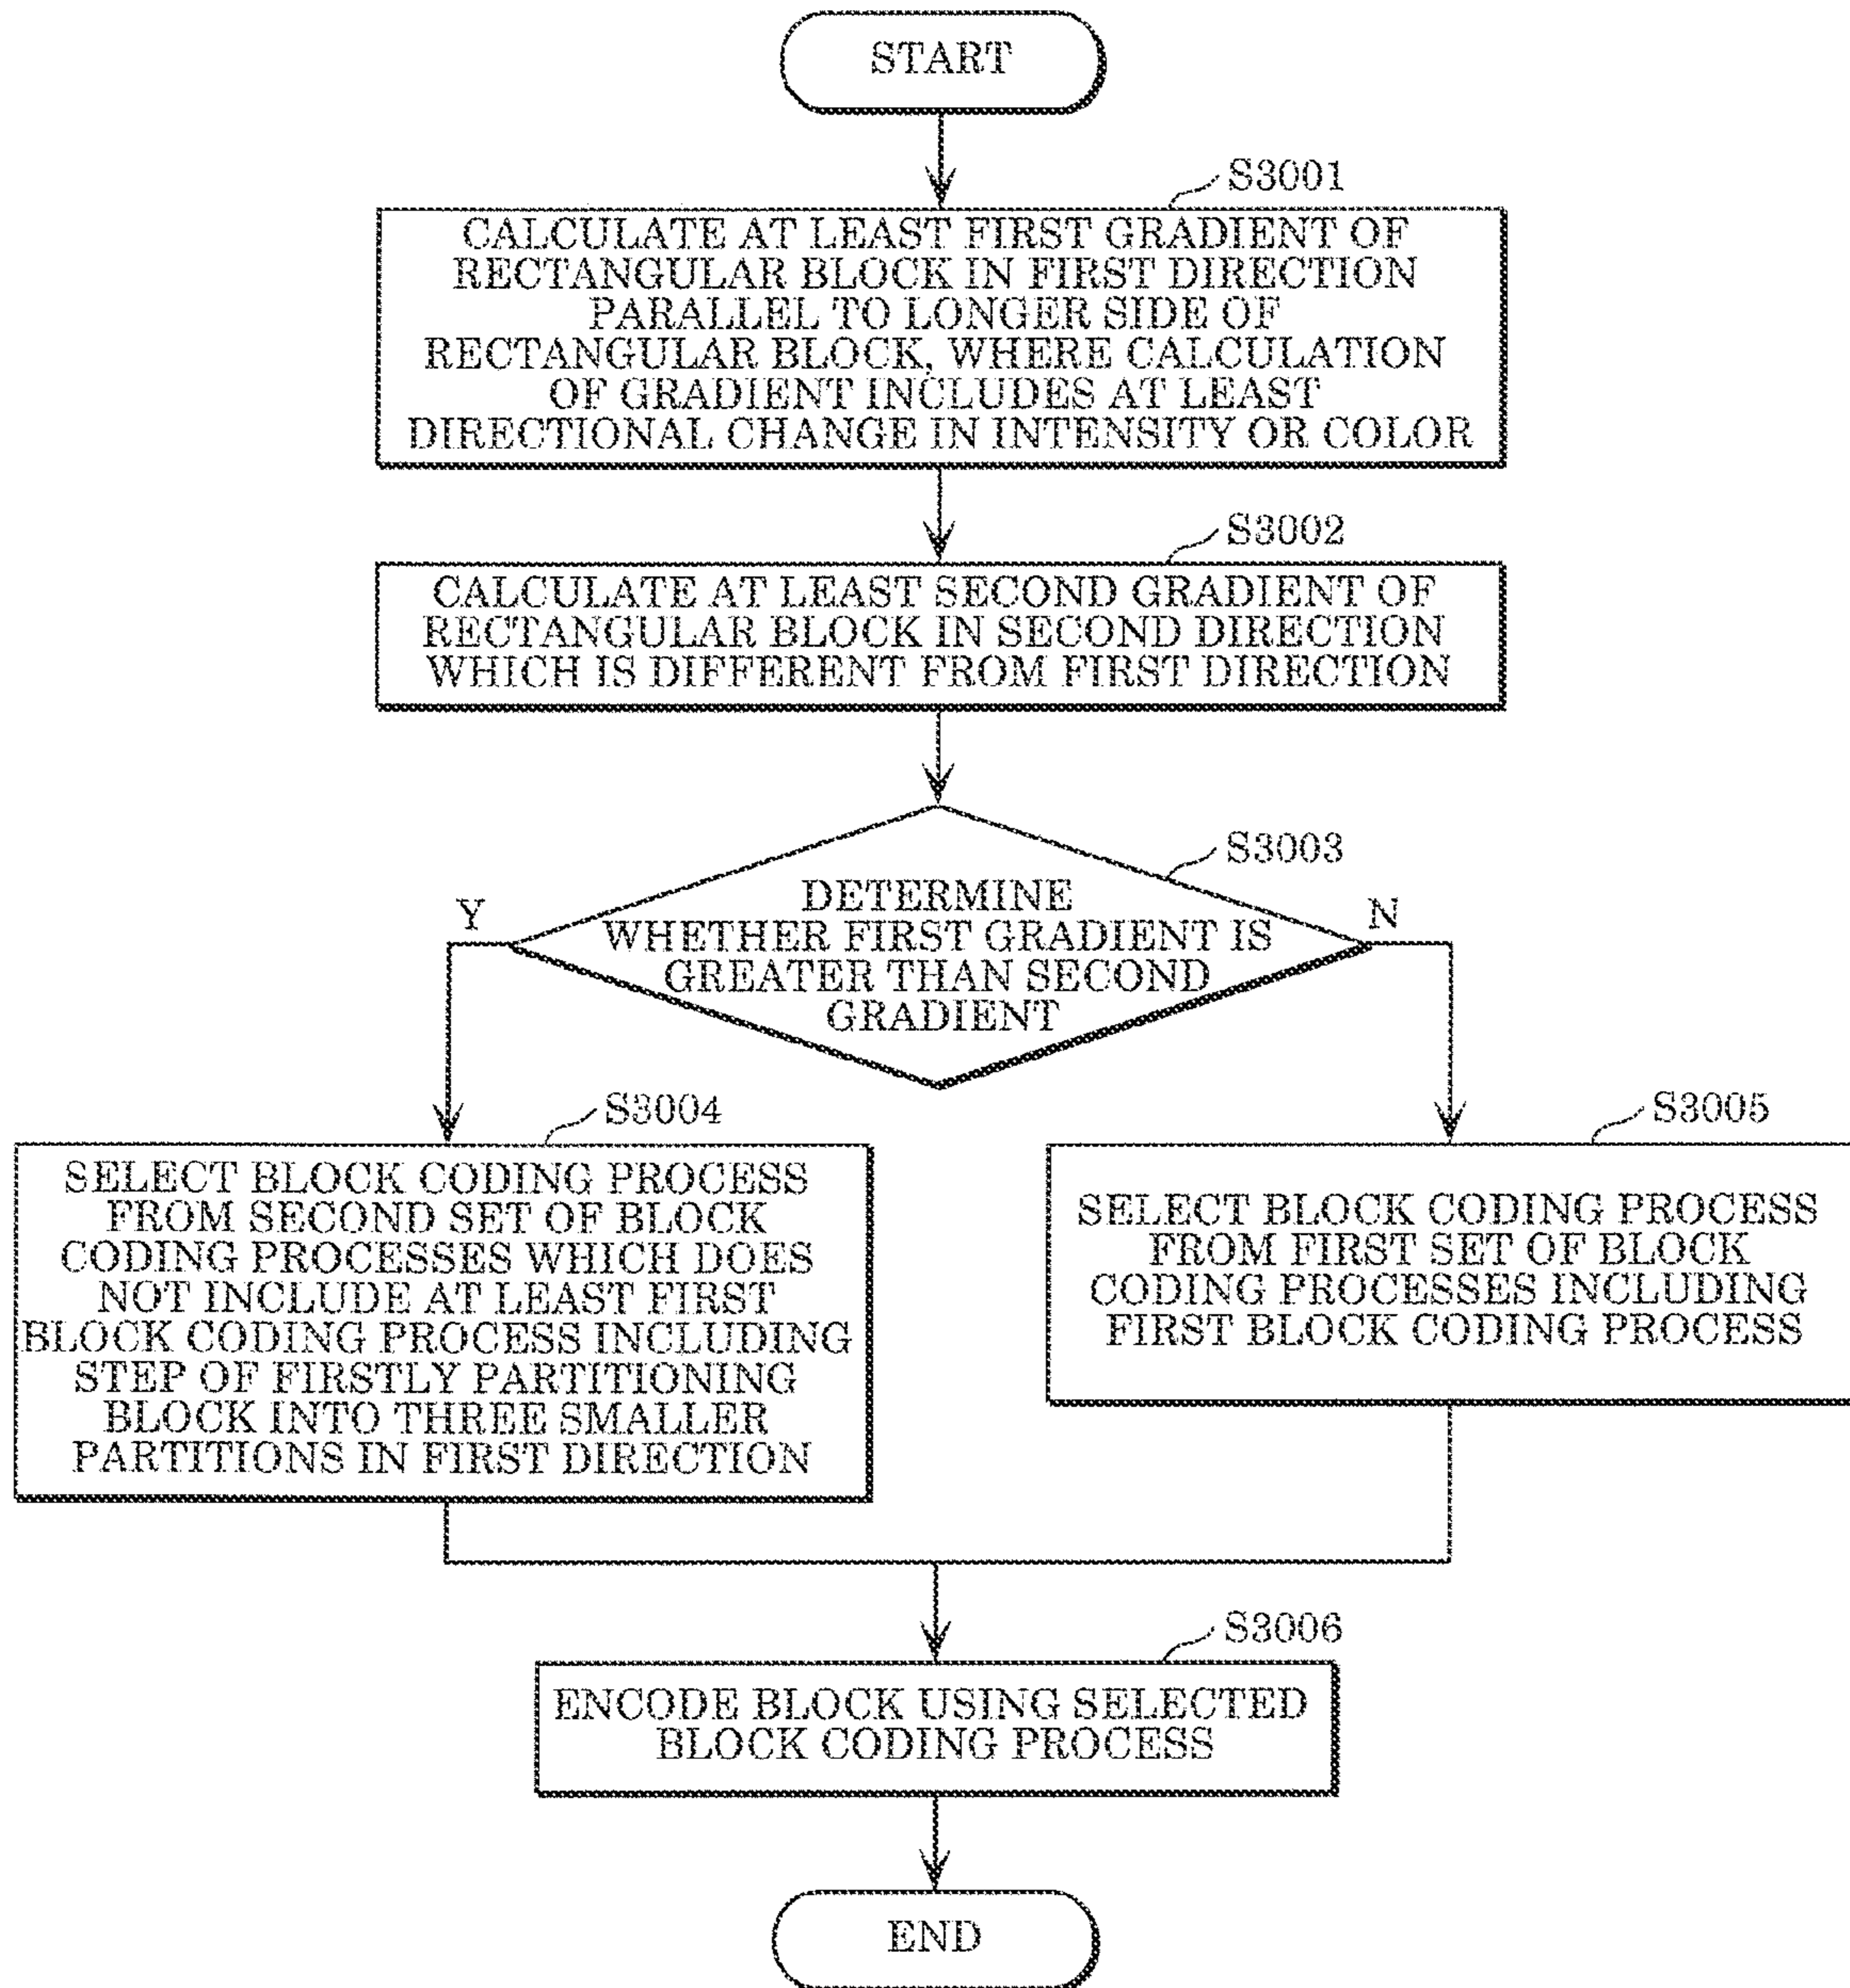 START
S3001
CALCULATE AT LEAST FIRST GRADIENT OF
RECTANGULAR BLOCK IN FIRST DIRECTION
PARALLEL TO LONGER SIDE OF
RECTANGULAR BLOCK, WHERE CALCULATION
OF GRADIENT INCLUDES AT LEAST
DIRECTIONAL CHANGE IN INTENSITY OR COLOR
S3002
CALCULATE AT LEAST SECOND GRADIENT OF
RECTANGULAR BLOCK IN SECOND DIRECTION
WHICH IS DIFFERENT FROM FIRST DIRECTION
S3003
DETERMINE
WHETHER FIRST GRADIENT IS
GREATER THAN SECOND
GRADIENT
Y
N
S3004
SELECT BLOCK CODING PROCESS
FROM SECOND SET OF BLOCK
CODING PROCESSES WHICH DOES
NOT INCLUDE AT LEAST FIRST
BLOCK CODING PROCESS INCLUDING
STEP OF FIRSTLY PARTITIONING
BLOCK INTO THREE SMALLER
PARTITIONS IN FIRST DIRECTION
S3005
SELECT BLOCK CODING PROCESS
FROM FIRST SET OF BLOCK
CODING PROCESSES INCLUDING
FIRST BLOCK CODING PROCESS
S3006
ENCODE BLOCK USING SELECTED
BLOCK CODING PROCESS
END